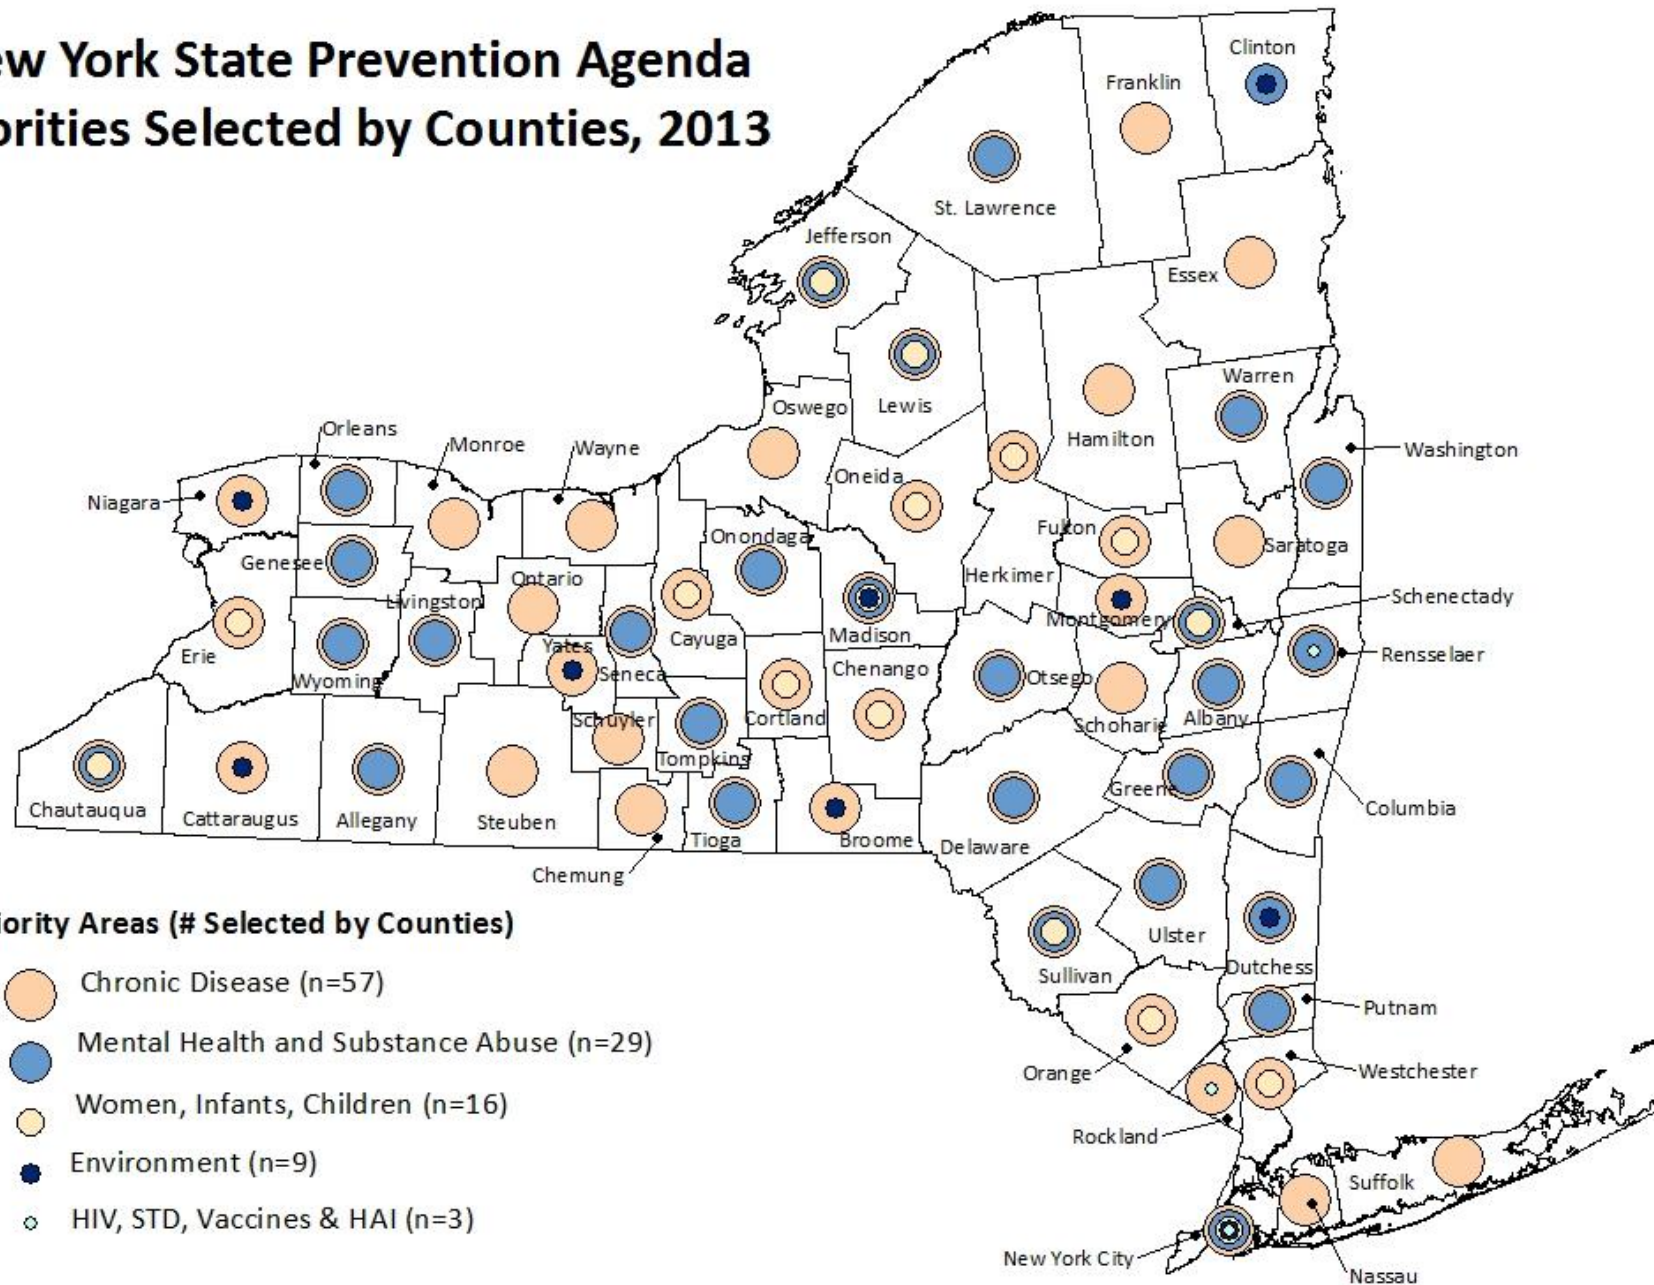 ew York State Prevention Agenda
orities Selected by Counties, 2013
Clinton
Franklin
St. Lawrence
Jefferson
Essex
Warren
Oswego
Lewis
Hamilton
Orleans
Monroe
Wayne
Washington
Oneida
Niagara
Fulton
Onondaga
Saratoga
Genesee
Ontario
Herkimer
Livingston
Schenectady
Montgomery
Cayuga
Madison
Yates
Erie
Rensselaer
Chenango
Seneca
Otsego
Wyoming
Schuyler
Cortland
Schoharie
Albany
Tompkins
Greene
Chautauqua
Cattaraugus
Allegany
Steuben
Columbia
Tioga
Broome
Delaware
Chemung
iority Areas (# Selected by Counties)
Ulster
Sullivan
Dutchess
Chronic Disease (n=57)
Putnam
Mental Health and Substance Abuse (n=29)
Orange
Westchester
Women, Infants, Children (n=16)
Rockland
Environment (n=9)
Suffolk
HIV, STD, Vaccines & HAI (n=3)
New York City
Nassau